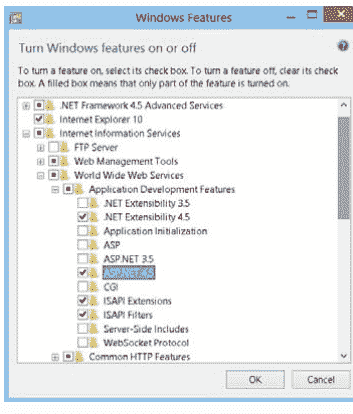 Windows Features
Turn Windows features on or off
To turn a feature on, select its check box. To turn a feature off, clear its check
box. A filled box means that only part of the feature is turned on.
.NET Framework 4.5 Advanced Services
Internet Explorer 10
Internet Information Services
FTP Server
Web Management Tools
World Wide Web Services
Application Development Features
.NET Extensibility 3.5
.NET Extensibility 4.5
Application Initialization
ASP
ASP.NET 3.5
ASP.NET 4.5
CGI
ISAPI Extensions
ISAPI Filters
Server-Side Includes
WebSocket Protocol
Common HTTP Features
OK
Cancel